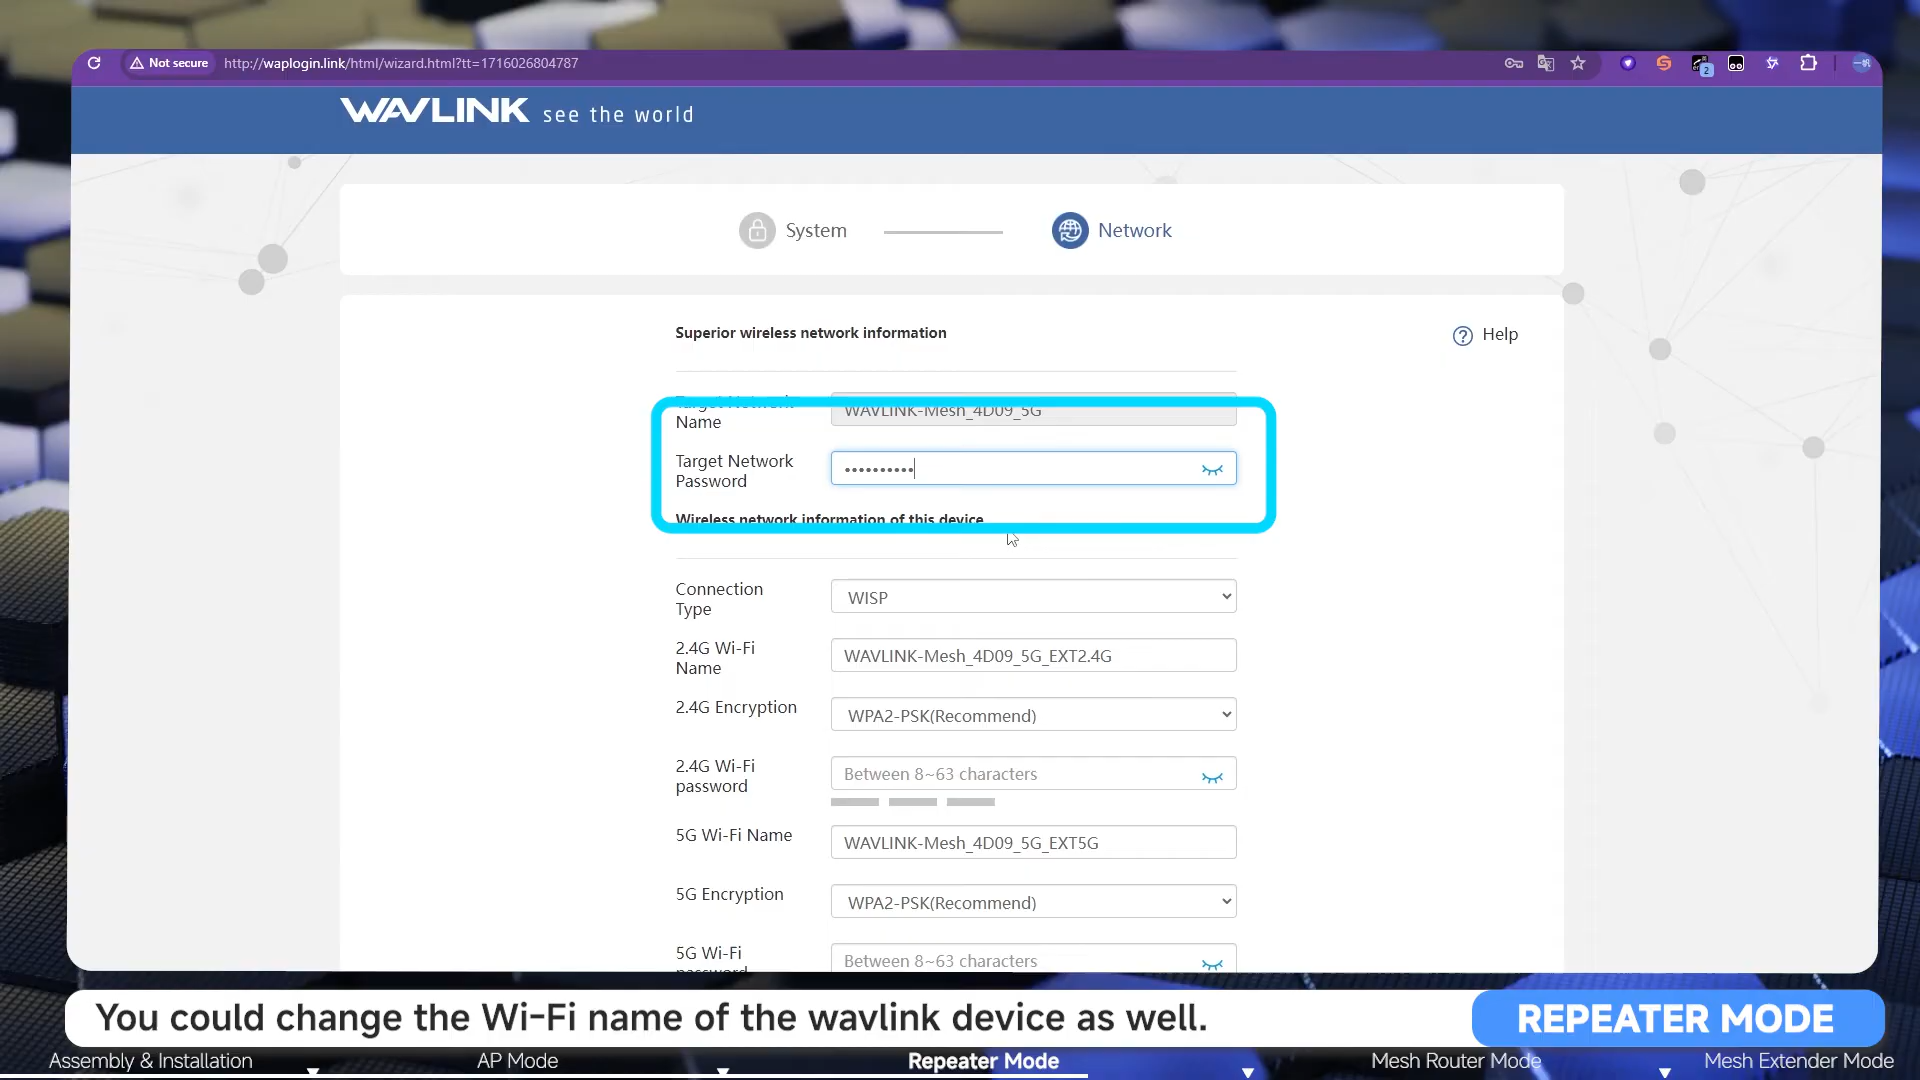 Not secure
http://waplogin.link/html/wizard.html?tt=1716026804787
2
WAVLINK see the world
System
Network
Superior wireless network information
Help
Target Network Name
WAVLINK-Mesh_4D09_5G
Target Network Password
Wireless network information of this device
Connection Type
WISP
2.4G Wi-Fi Name
WAVLINK-Mesh_4D09_5G_EXT2.4G
2.4G Encryption
WPA2-PSK(Recommend)
2.4G Wi-Fi password
Between 8~63 characters
5G Wi-Fi Name
WAVLINK-Mesh_4D09_5G_EXT5G
5G Encryption
WPA2-PSK(Recommend)
5G Wi-Fi password
Between 8~63 characters
You could change the Wi-Fi name of the wavlink device as well.
REPEATER MODE
Assembly & Installation
AP Mode
Repeater Mode
Mesh Router Mode
Mesh Extender Mode